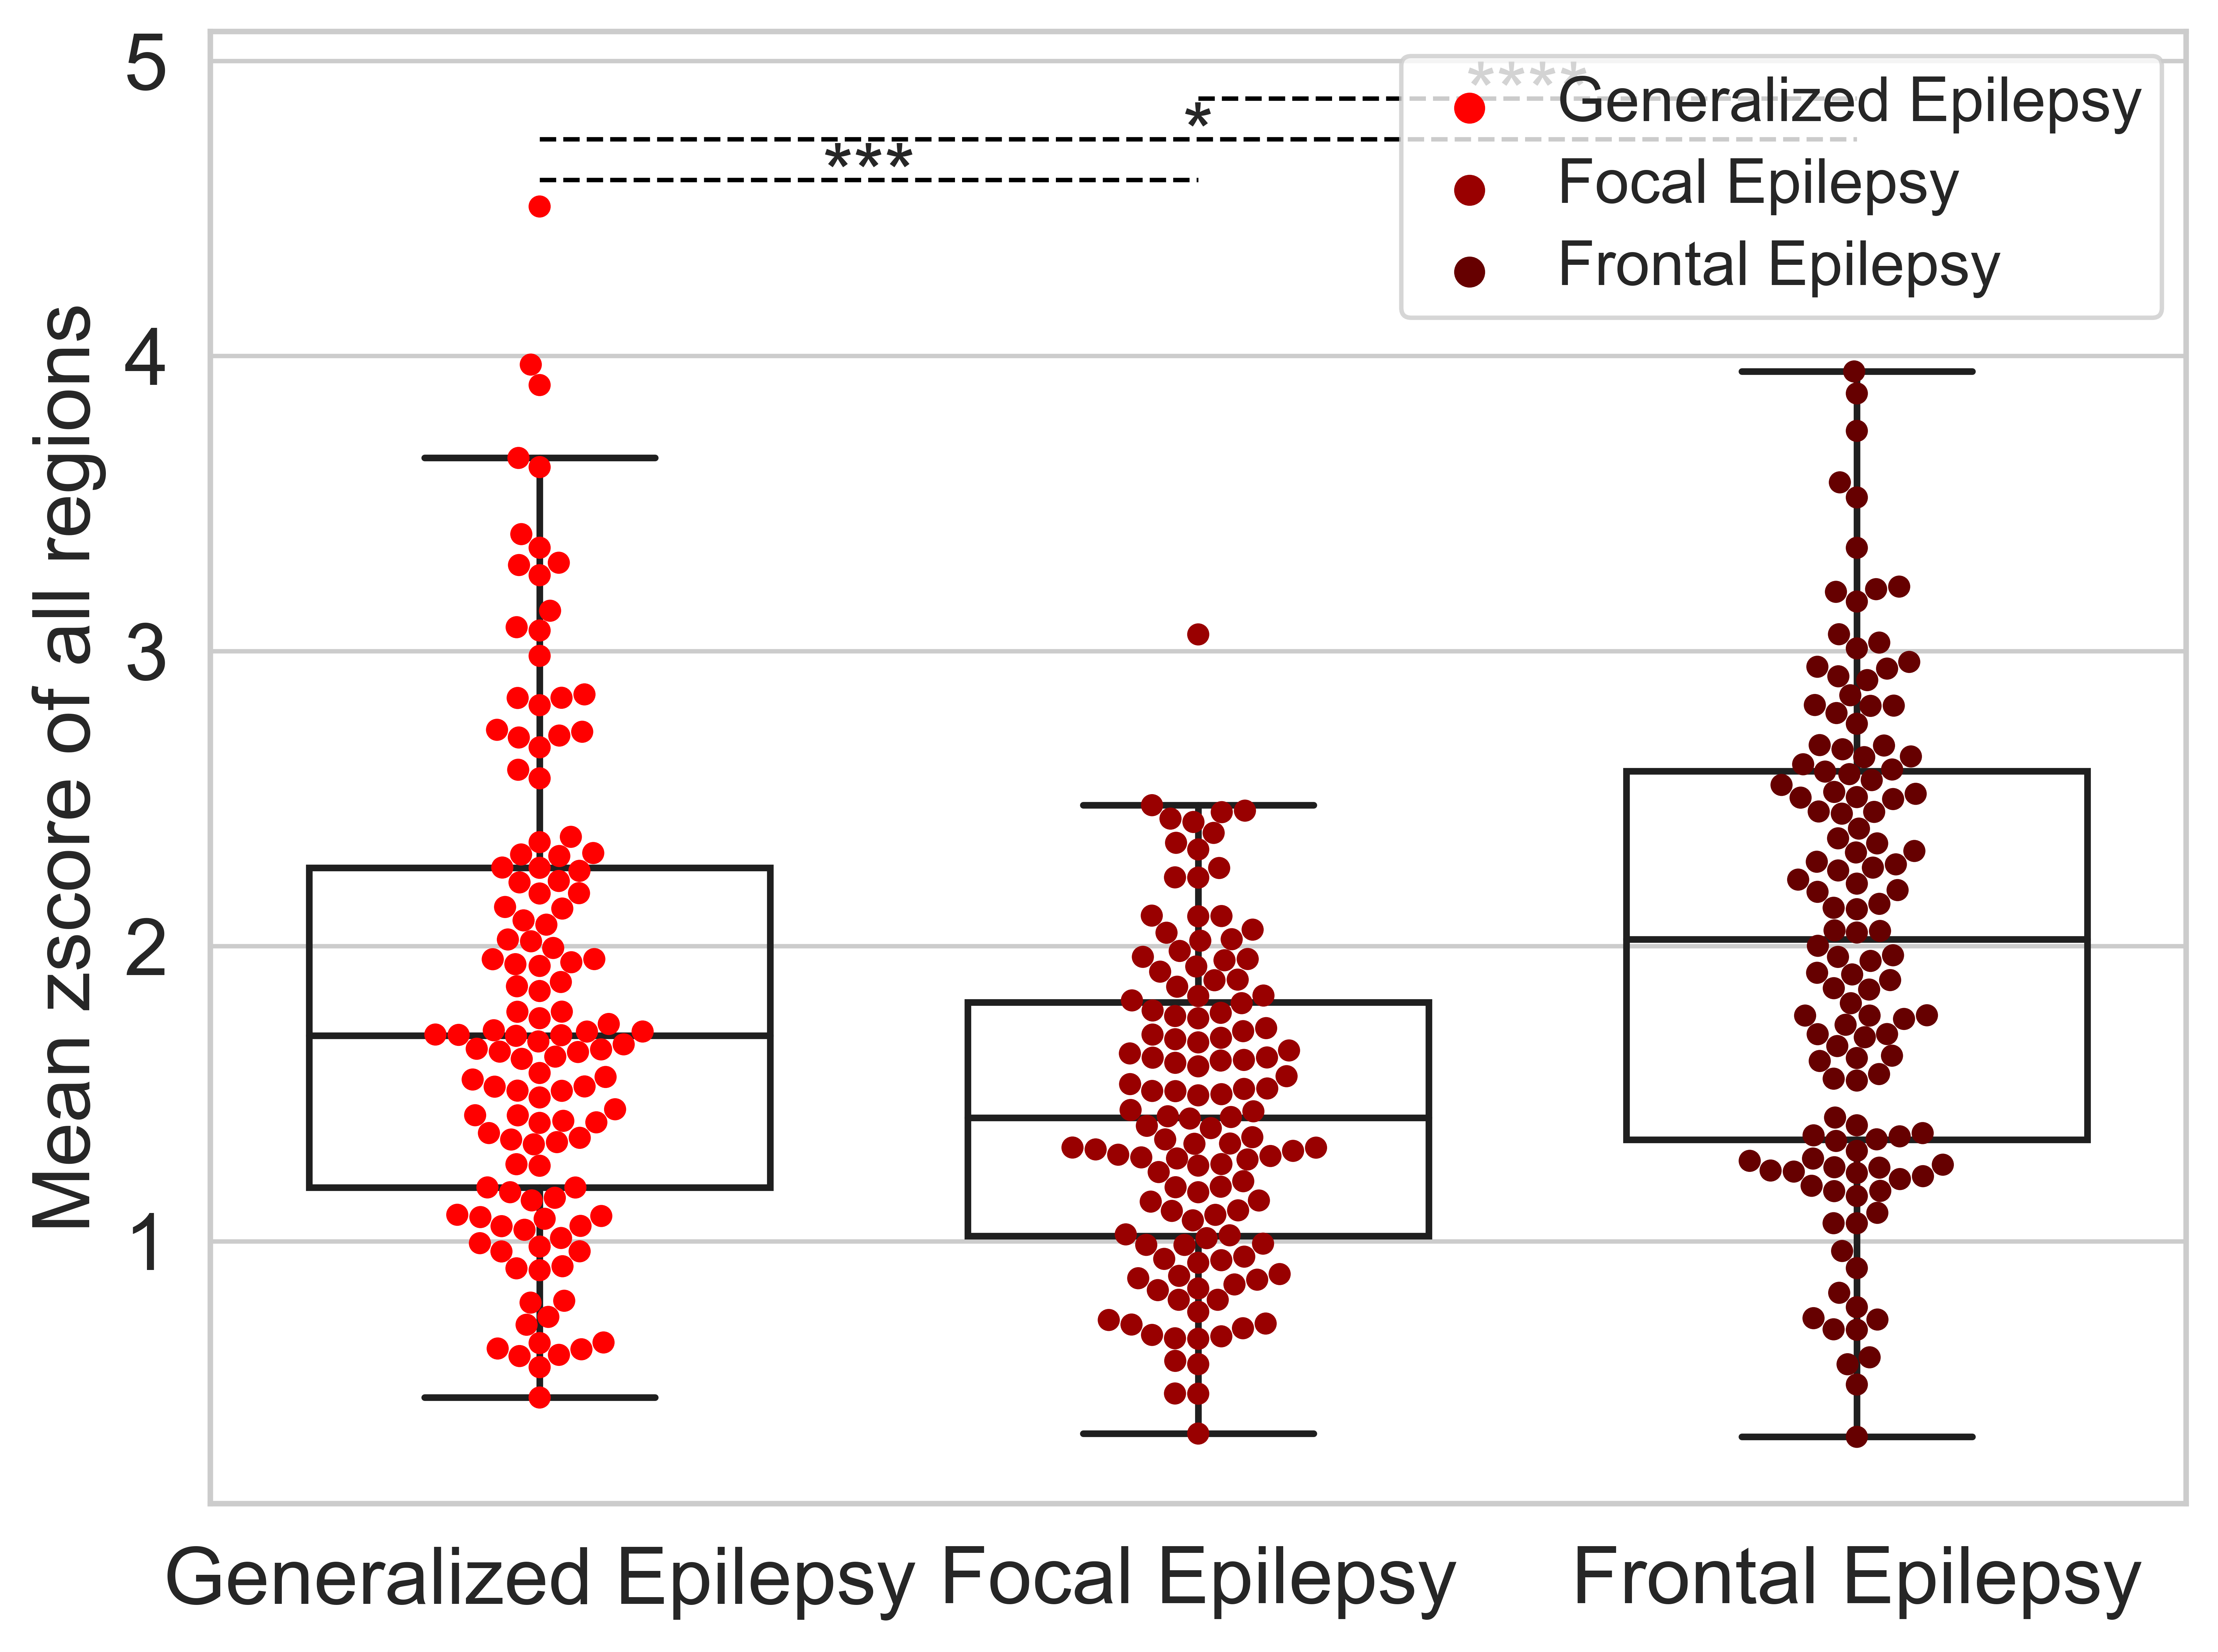 Mean zscore of all regions
5
4
3
2
1
****
*
***
Generalized Epilepsy
Focal Epilepsy
Frontal Epilepsy
Generalized Epilepsy Focal Epilepsy Frontal Epilepsy